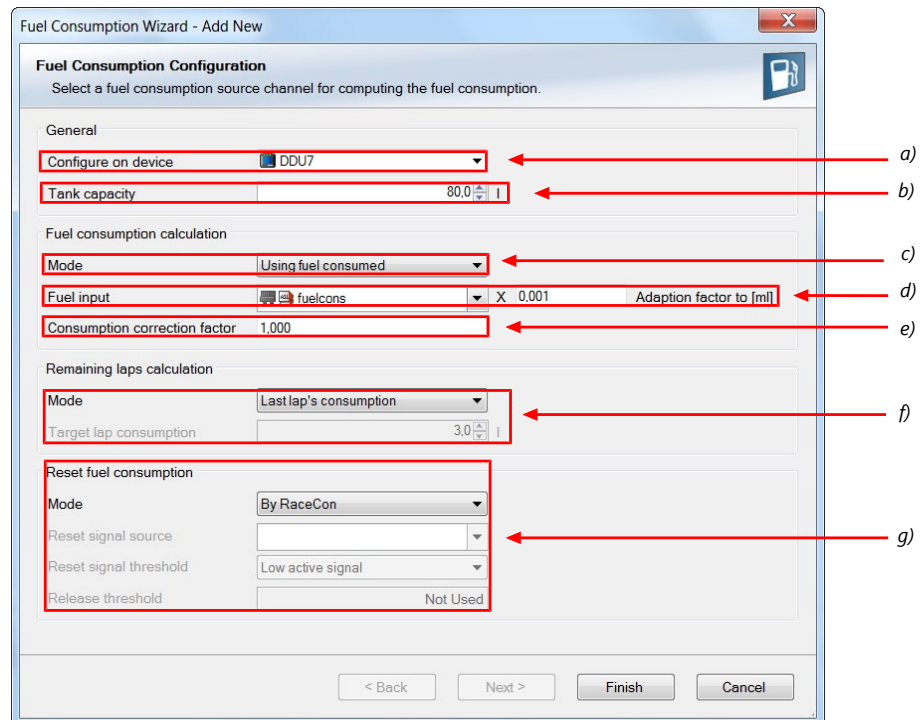 Fuel Consumption Wizard - Add New
X
Fuel Consumption Configuration
Select a fuel consumption source channel for computing the fuel consumption.
General
Configure on device DDU7 a)
Tank capacity 80,0 l b)
Fuel consumption calculation
Mode Using fuel consumed c)
Fuel input fuelcons X 0,001 Adaption factor to [ml] d)
Consumption correction factor 1,000 e)
Remaining laps calculation
Mode Last lap's consumption f)
Target lap consumption 3,0 l
Reset fuel consumption
Mode By RaceCon
Reset signal source g)
Reset signal threshold Low active signal
Release threshold Not Used
< Back Next > Finish Cancel